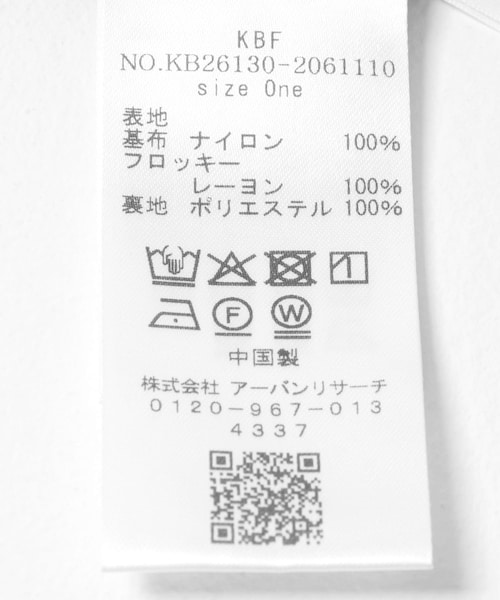 KBF
NO.KB26130-2061110
size One
表地
基布 ナイロン 100%
フロッキー
レーヨン 100%
裏地 ポリエステル 100%
F W
中国製
株式会社 アーバンリサーチ
0120-967-013
4337